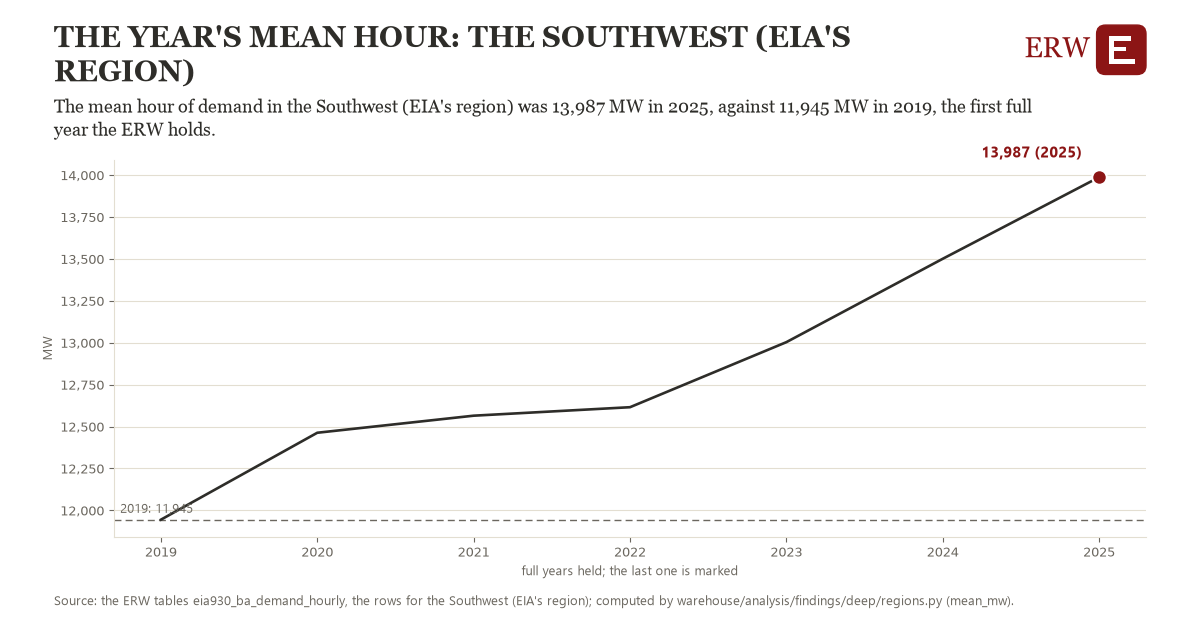 THE YEAR'S MEAN HOUR: THE SOUTHWEST (EIA'S
REGION)
ERW
E
The mean hour of demand in the Southwest (EIA's region) was 13,987 MW in 2025, against 11,945 MW in 2019, the first full
year the ERW holds.
13,987 (2025)
14,000
13,750
13,500
13,250
13,000
12,750
12,500
12,250
12,000
MW
2019: 11,945
2019
2020
2021
2022
2023
2024
2025
full years held; the last one is marked
Source: the ERW tables eia930_ba_demand_hourly, the rows for the Southwest (EIA's region); computed by warehouse/analysis/findings/deep/regions.py (mean_mw).